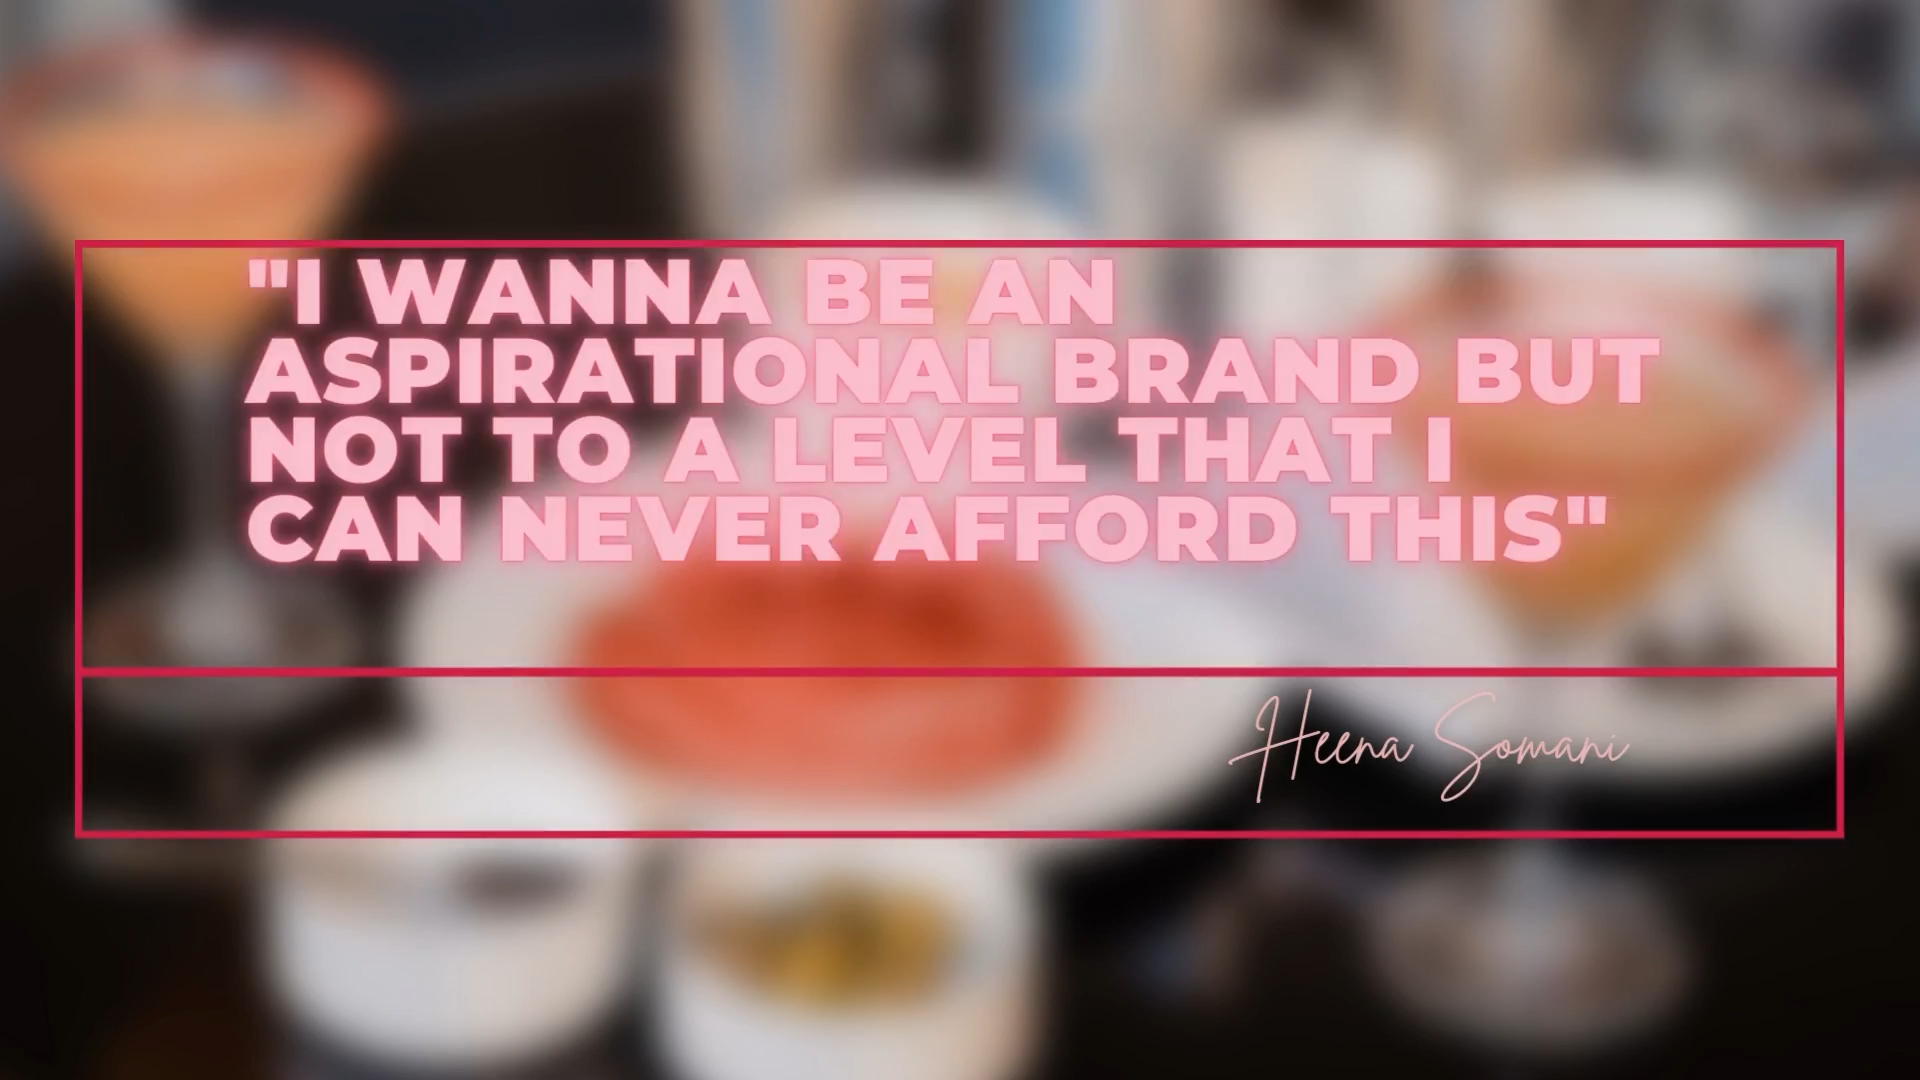 "I WANNA BE AN
ASPIRATIONAL BRAND BUT
NOT TO A LEVEL THAT I
CAN NEVER AFFORD THIS"
Heena Somani